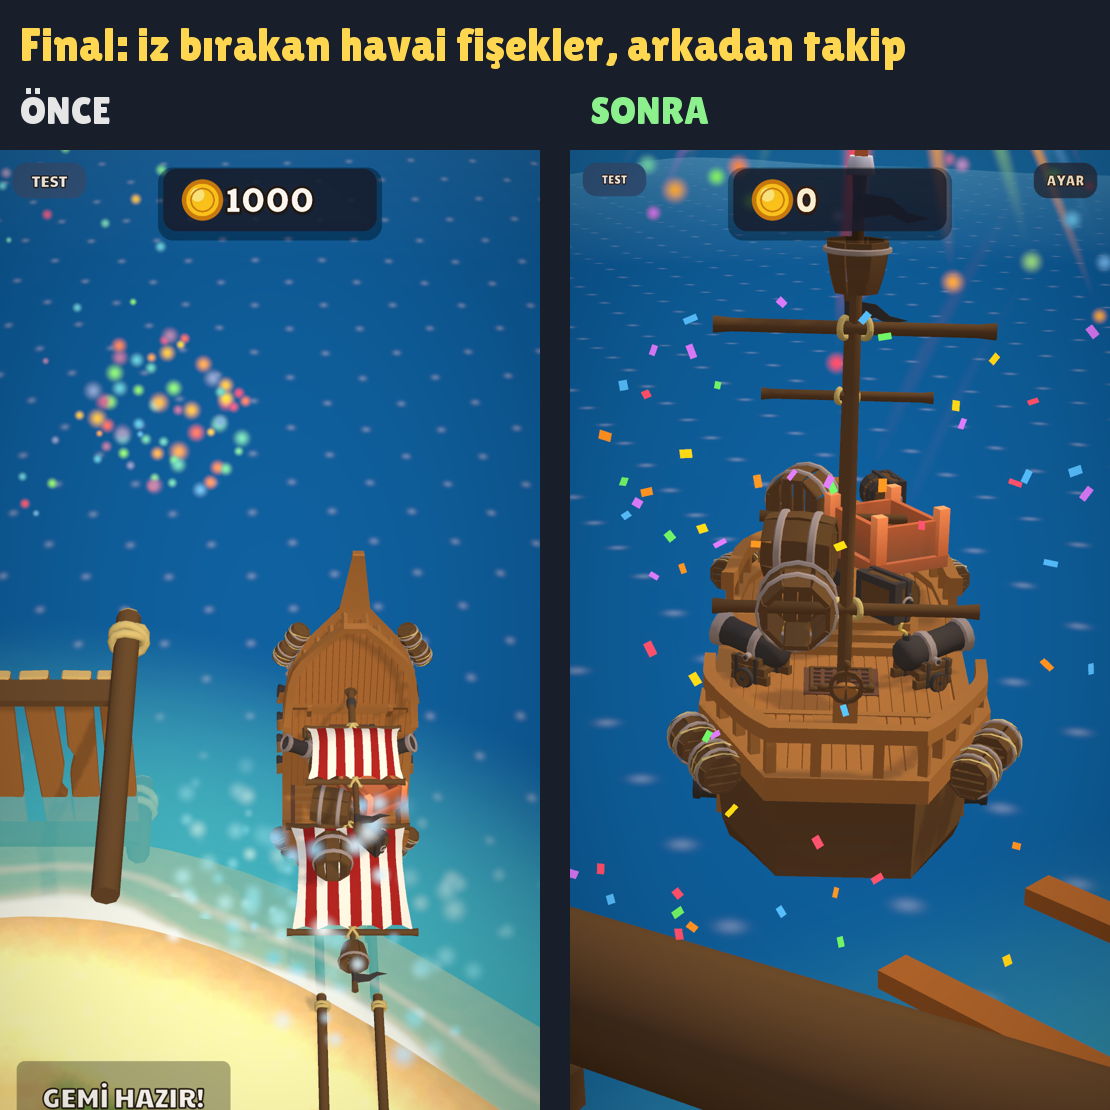 Final: iz bırakan havai fişekler, arkadan takip
ÖNCE
SONRA
TEST
1000
TEST
0
AYAR
GEMİ HAZIR!